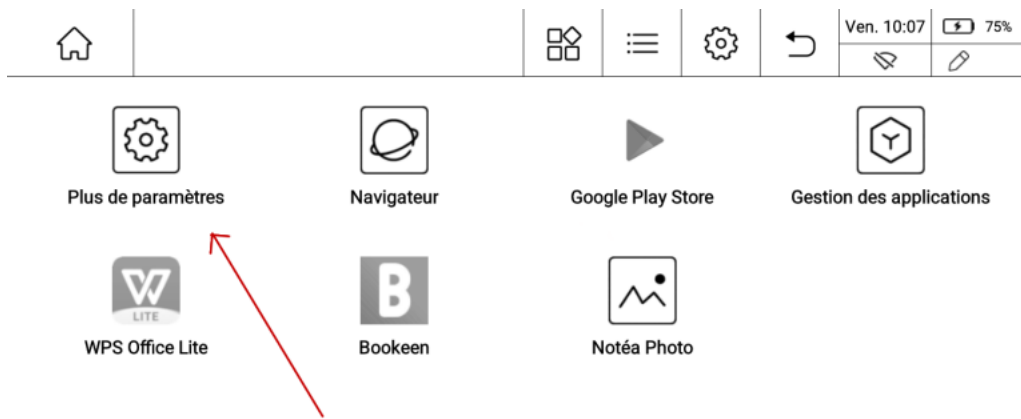 Ven. 10:07 75%
Plus de paramètres Navigateur Google Play Store Gestion des applications
LITE
WPS Office Lite Bookeen Notéa Photo